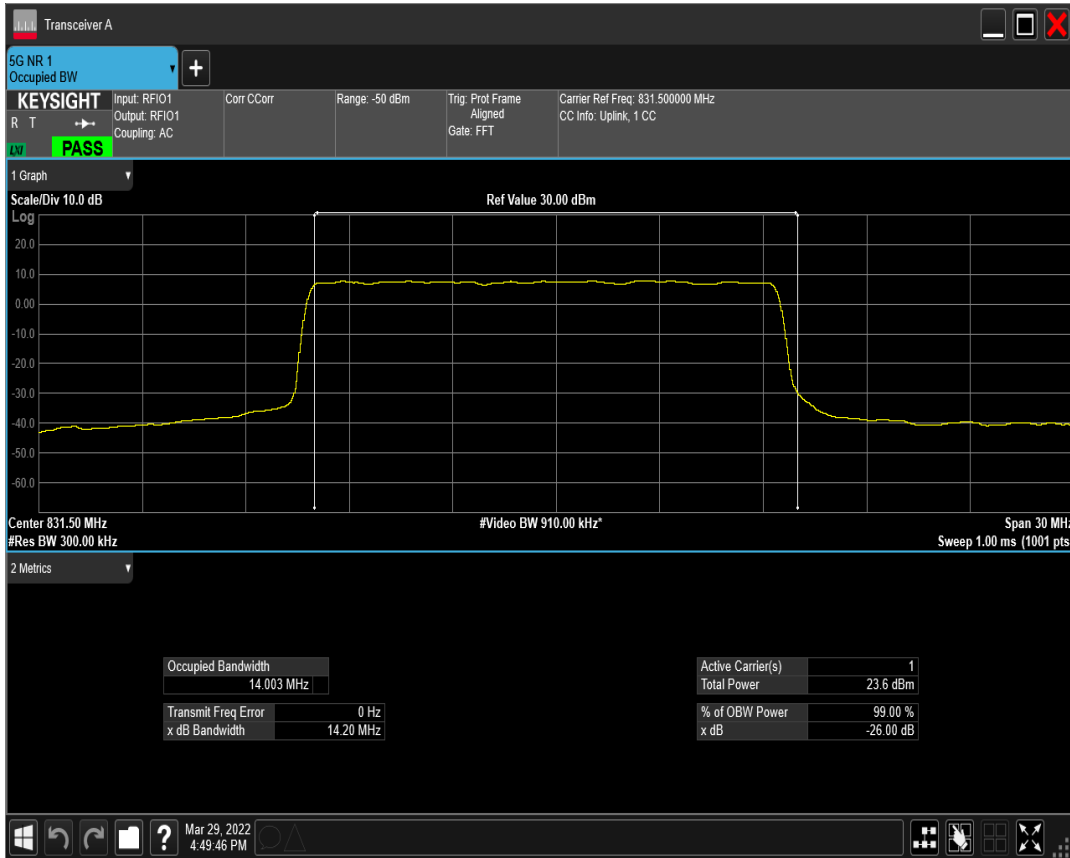 Transceiver A
5G NR 1
Occupied BW
KEYSIGHT
R T
LXI
PASS
Input: RFIO1
Output: RFIO1
Coupling: AC
Corr CCorr
Range: -50 dBm
Trig: Prot Frame
Aligned
Gate: FFT
Carrier Ref Freq: 831.500000 MHz
CC Info: Uplink, 1 CC
1 Graph
Scale/Div 10.0 dB
Ref Value 30.00 dBm
Log
20.0
10.0
0.00
-10.0
-20.0
-30.0
-40.0
-50.0
-60.0
Center 831.50 MHz
#Video BW 910.00 kHz*
Span 30 MHz
#Res BW 300.00 kHz
Sweep 1.00 ms (1001 pts
2 Metrics
Occupied Bandwidth
14.003 MHz
Transmit Freq Error 0 Hz
x dB Bandwidth 14.20 MHz
Active Carrier(s) 1
Total Power 23.6 dBm
% of OBW Power 99.00 %
x dB -26.00 dB
?
Mar 29, 2022
4:49:46 PM